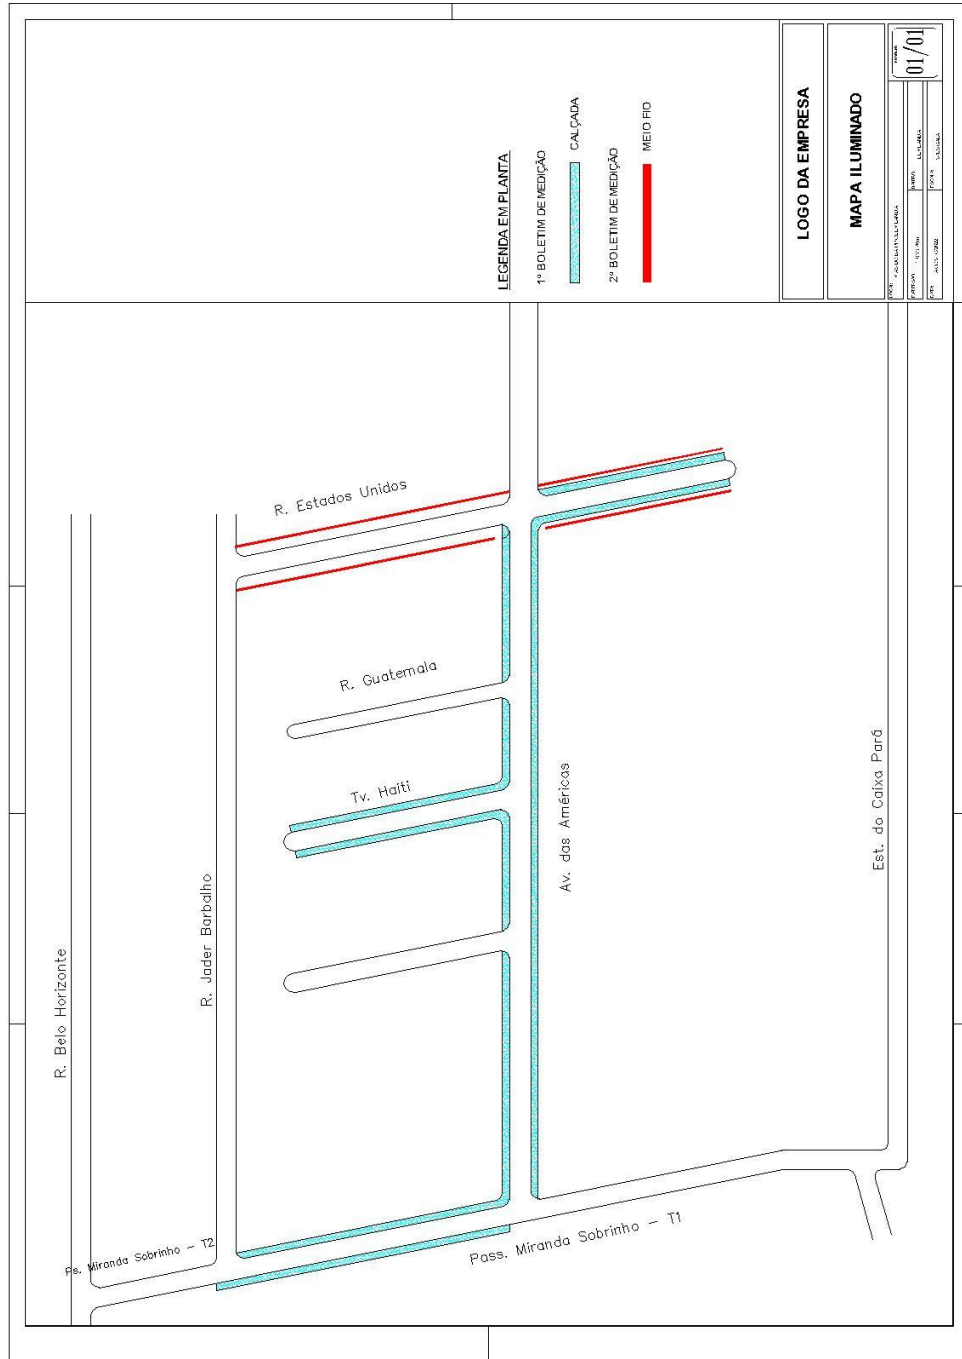 LEGENDA EM PLANTA
1º BOLETIM DE MEDIÇÃO
CALÇADA
2º BOLETIM DE MEDIÇÃO
MEIO FIO
LOGO DA EMPRESA
MAPA ILUMINADO
01/01
R. Estados Unidos
R. Guatemala
Tv. Haiti
Av. das Américas
Est. do Caixa Pará
R. Jader Barbalho
R. Belo Horizonte
Ps. Miranda Sobrinho - T2
Pass. Miranda Sobrinho - T1